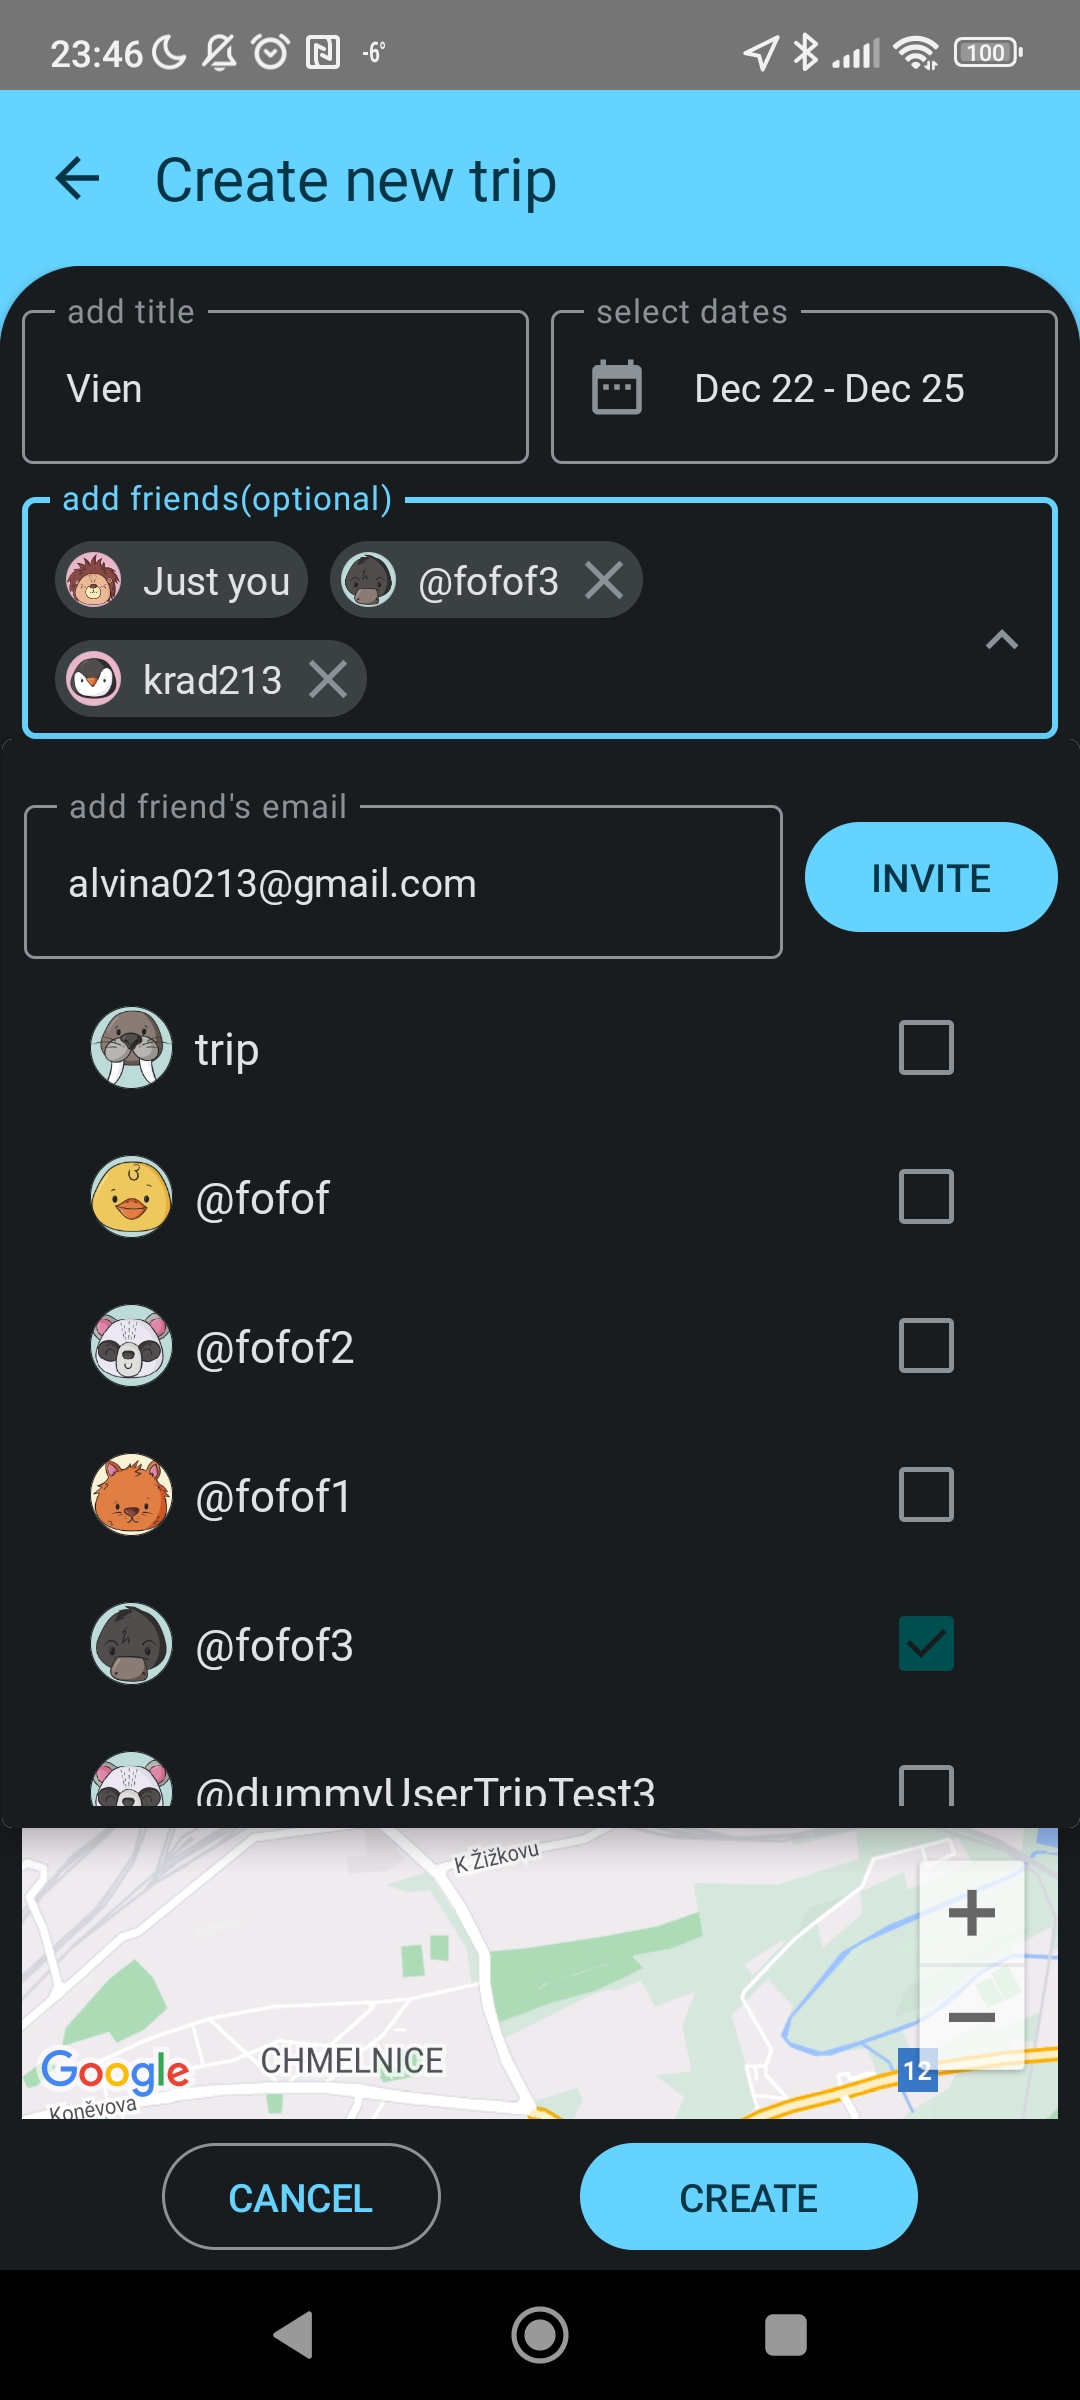 23:46 -6° 100
Create new trip
add title
select dates
Vien
Dec 22 - Dec 25
add friends(optional)
Just you
@fofof3
krad213
add friend's email
alvina0213@gmail.com
INVITE
trip
@fofof
@fofof2
@fofof1
@fofof3
@dummyUserTripTest3
K Žižkovu
CHMELNICE
Google
12
Koněvova
CANCEL
CREATE